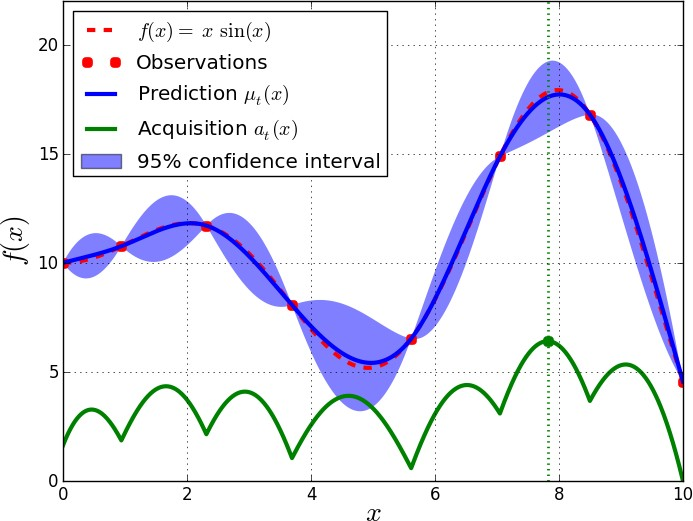 f(x) = x sin(x)
Observations
Prediction μₜ(x)
Acquisition aₜ(x)
95% confidence interval
20
15
10
5
0
f(x)
0 2 4 6 8 10
x